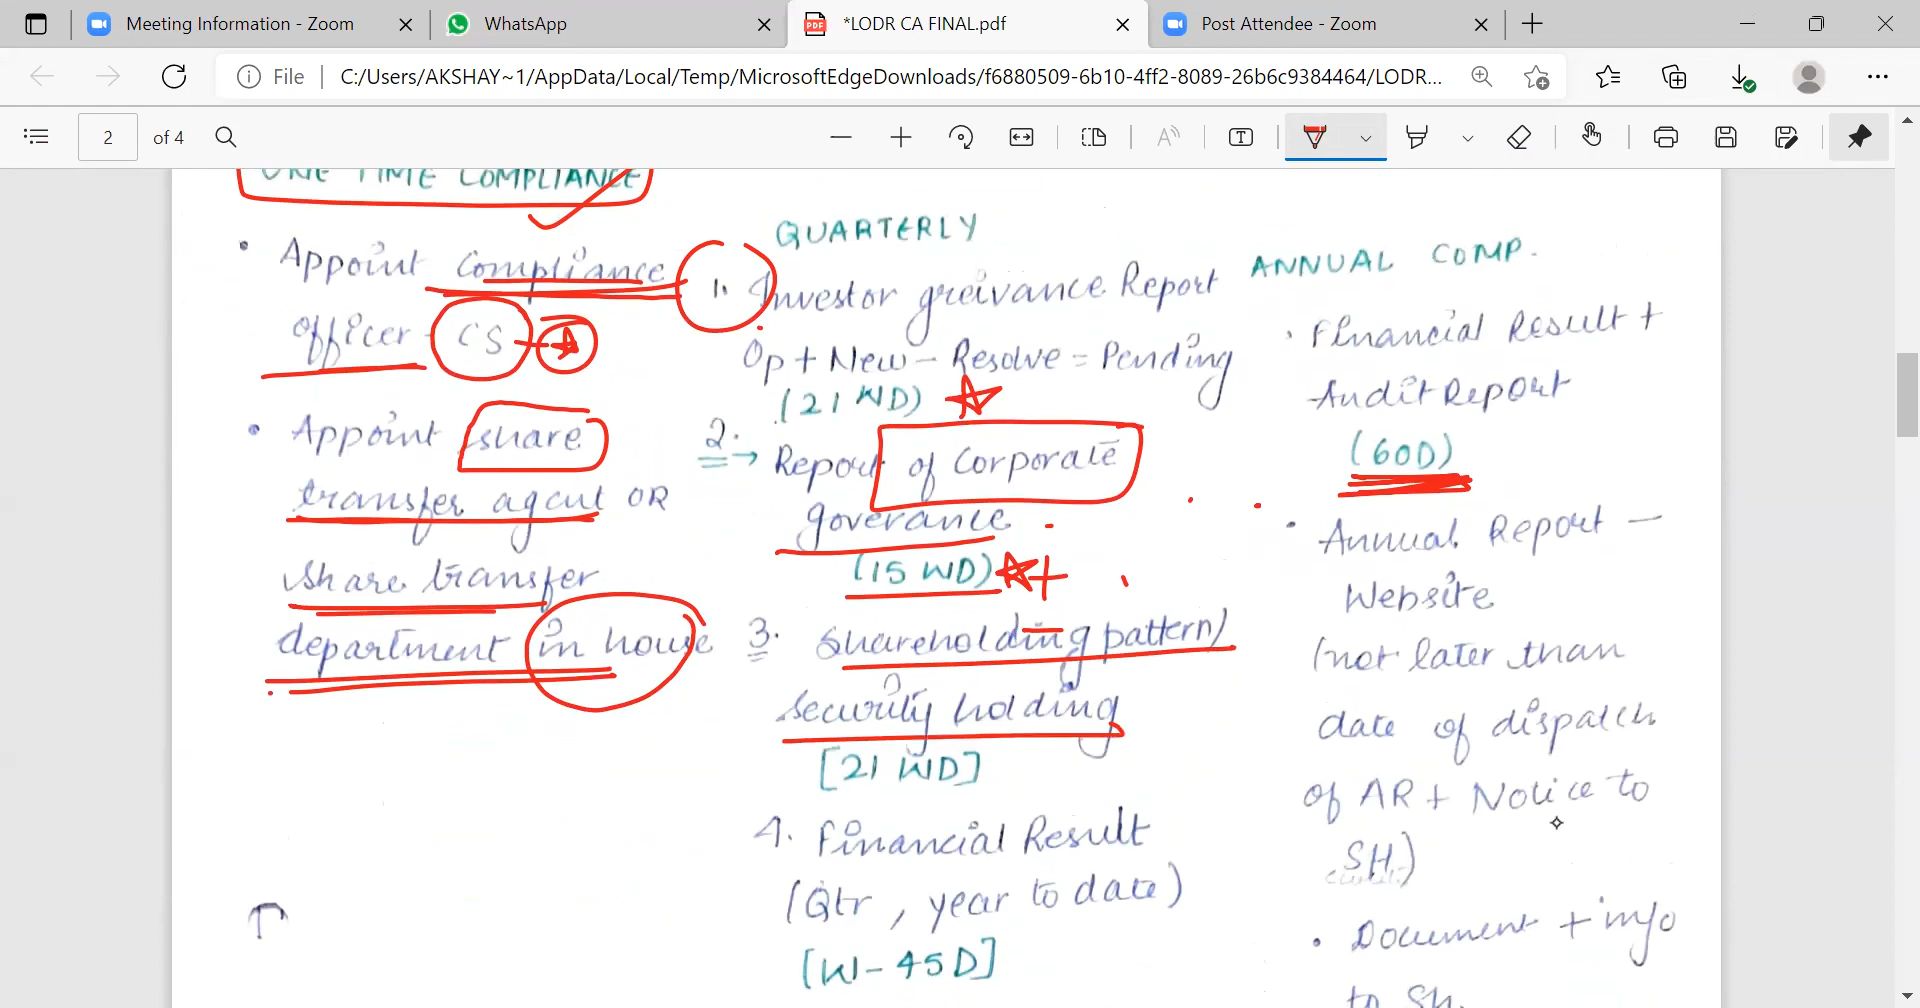 Meeting Information - Zoom
WhatsApp
*LODR CA FINAL.pdf
Post Attendee - Zoom
File
C:/Users/AKSHAY~1/AppData/Local/Temp/MicrosoftEdgeDownloads/f6880509-6b10-4ff2-8089-26b6c9384464/LODR...
2 of 4
ONE TIME COMPLIANCE
• Appoint Compliance
officer - CS
• Appoint share
transfer agent OR
share transfer
department in house
QUARTERLY
1. Investor greivance Report
Op + New - Resolve = Pending
(21 WD)
2. → Report of Corporate
goverance
(15 WD)
3. Shareholding pattern/
security holding
[21 WD]
4. Financial Result
(Qtr, year to date)
[W-45D]
ANNUAL COMP.
• Financial Result +
Audit Report
(60D)
• Annual Report -
Website
(not later than
date of dispatch
of AR + Notice to
SH)
• Document + info
to Sh.